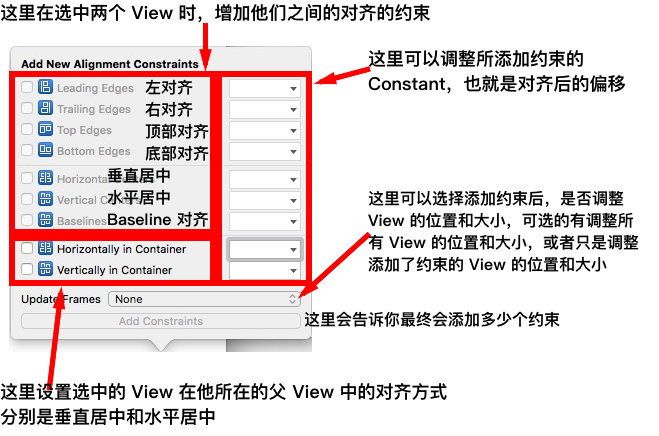 这里在选中两个 View 时，增加他们之间的对齐的约束
Add New Alignment Constraints
这里可以调整所添加约束的
Constant，也就是对齐后的偏移
Leading Edges 左对齐
Trailing Edges 右对齐
Top Edges 顶部对齐
Bottom Edges 底部对齐
垂直居中
水平居中
Baselines Baseline 对齐
这里可以选择添加约束后，是否调整
View 的位置和大小，可选的有调整所
有 View 的位置和大小，或者只是调整
添加了约束的 View 的位置和大小
Horizontally in Container
Vertically in Container
Update Frames None
Add Constraints
这里会告诉你最终会添加多少个约束
这里设置选中的 View 在他所在的父 View 中的对齐方式
分别是垂直居中和水平居中